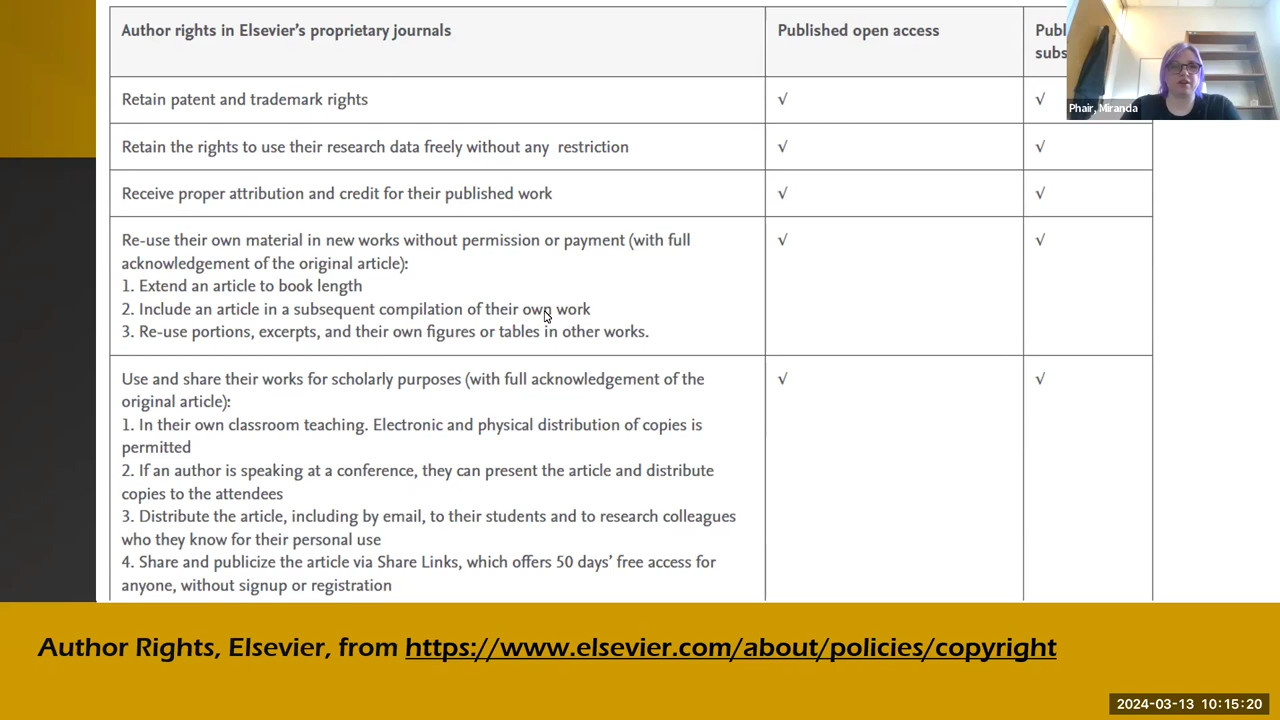 Author rights in Elsevier's proprietary journals
Published open access
Publ
subs
Phair, Miranda
Retain patent and trademark rights
√
√
Retain the rights to use their research data freely without any restriction
√
√
Receive proper attribution and credit for their published work
√
√
Re-use their own material in new works without permission or payment (with full
acknowledgement of the original article):
1. Extend an article to book length
2. Include an article in a subsequent compilation of their own work
3. Re-use portions, excerpts, and their own figures or tables in other works.
√
√
Use and share their works for scholarly purposes (with full acknowledgement of the
original article):
1. In their own classroom teaching. Electronic and physical distribution of copies is
permitted
2. If an author is speaking at a conference, they can present the article and distribute
copies to the attendees
3. Distribute the article, including by email, to their students and to research colleagues
who they know for their personal use
4. Share and publicize the article via Share Links, which offers 50 days' free access for
anyone, without signup or registration
√
√
Author Rights, Elsevier, from https://www.elsevier.com/about/policies/copyright
2024-03-13 10:15:20